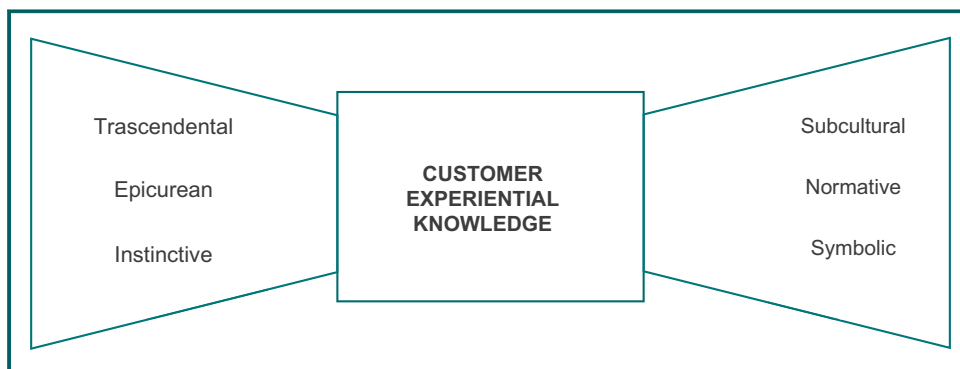 Trascendental
Epicurean
Instinctive
CUSTOMER
EXPERIENTIAL
KNOWLEDGE
Subcultural
Normative
Symbolic